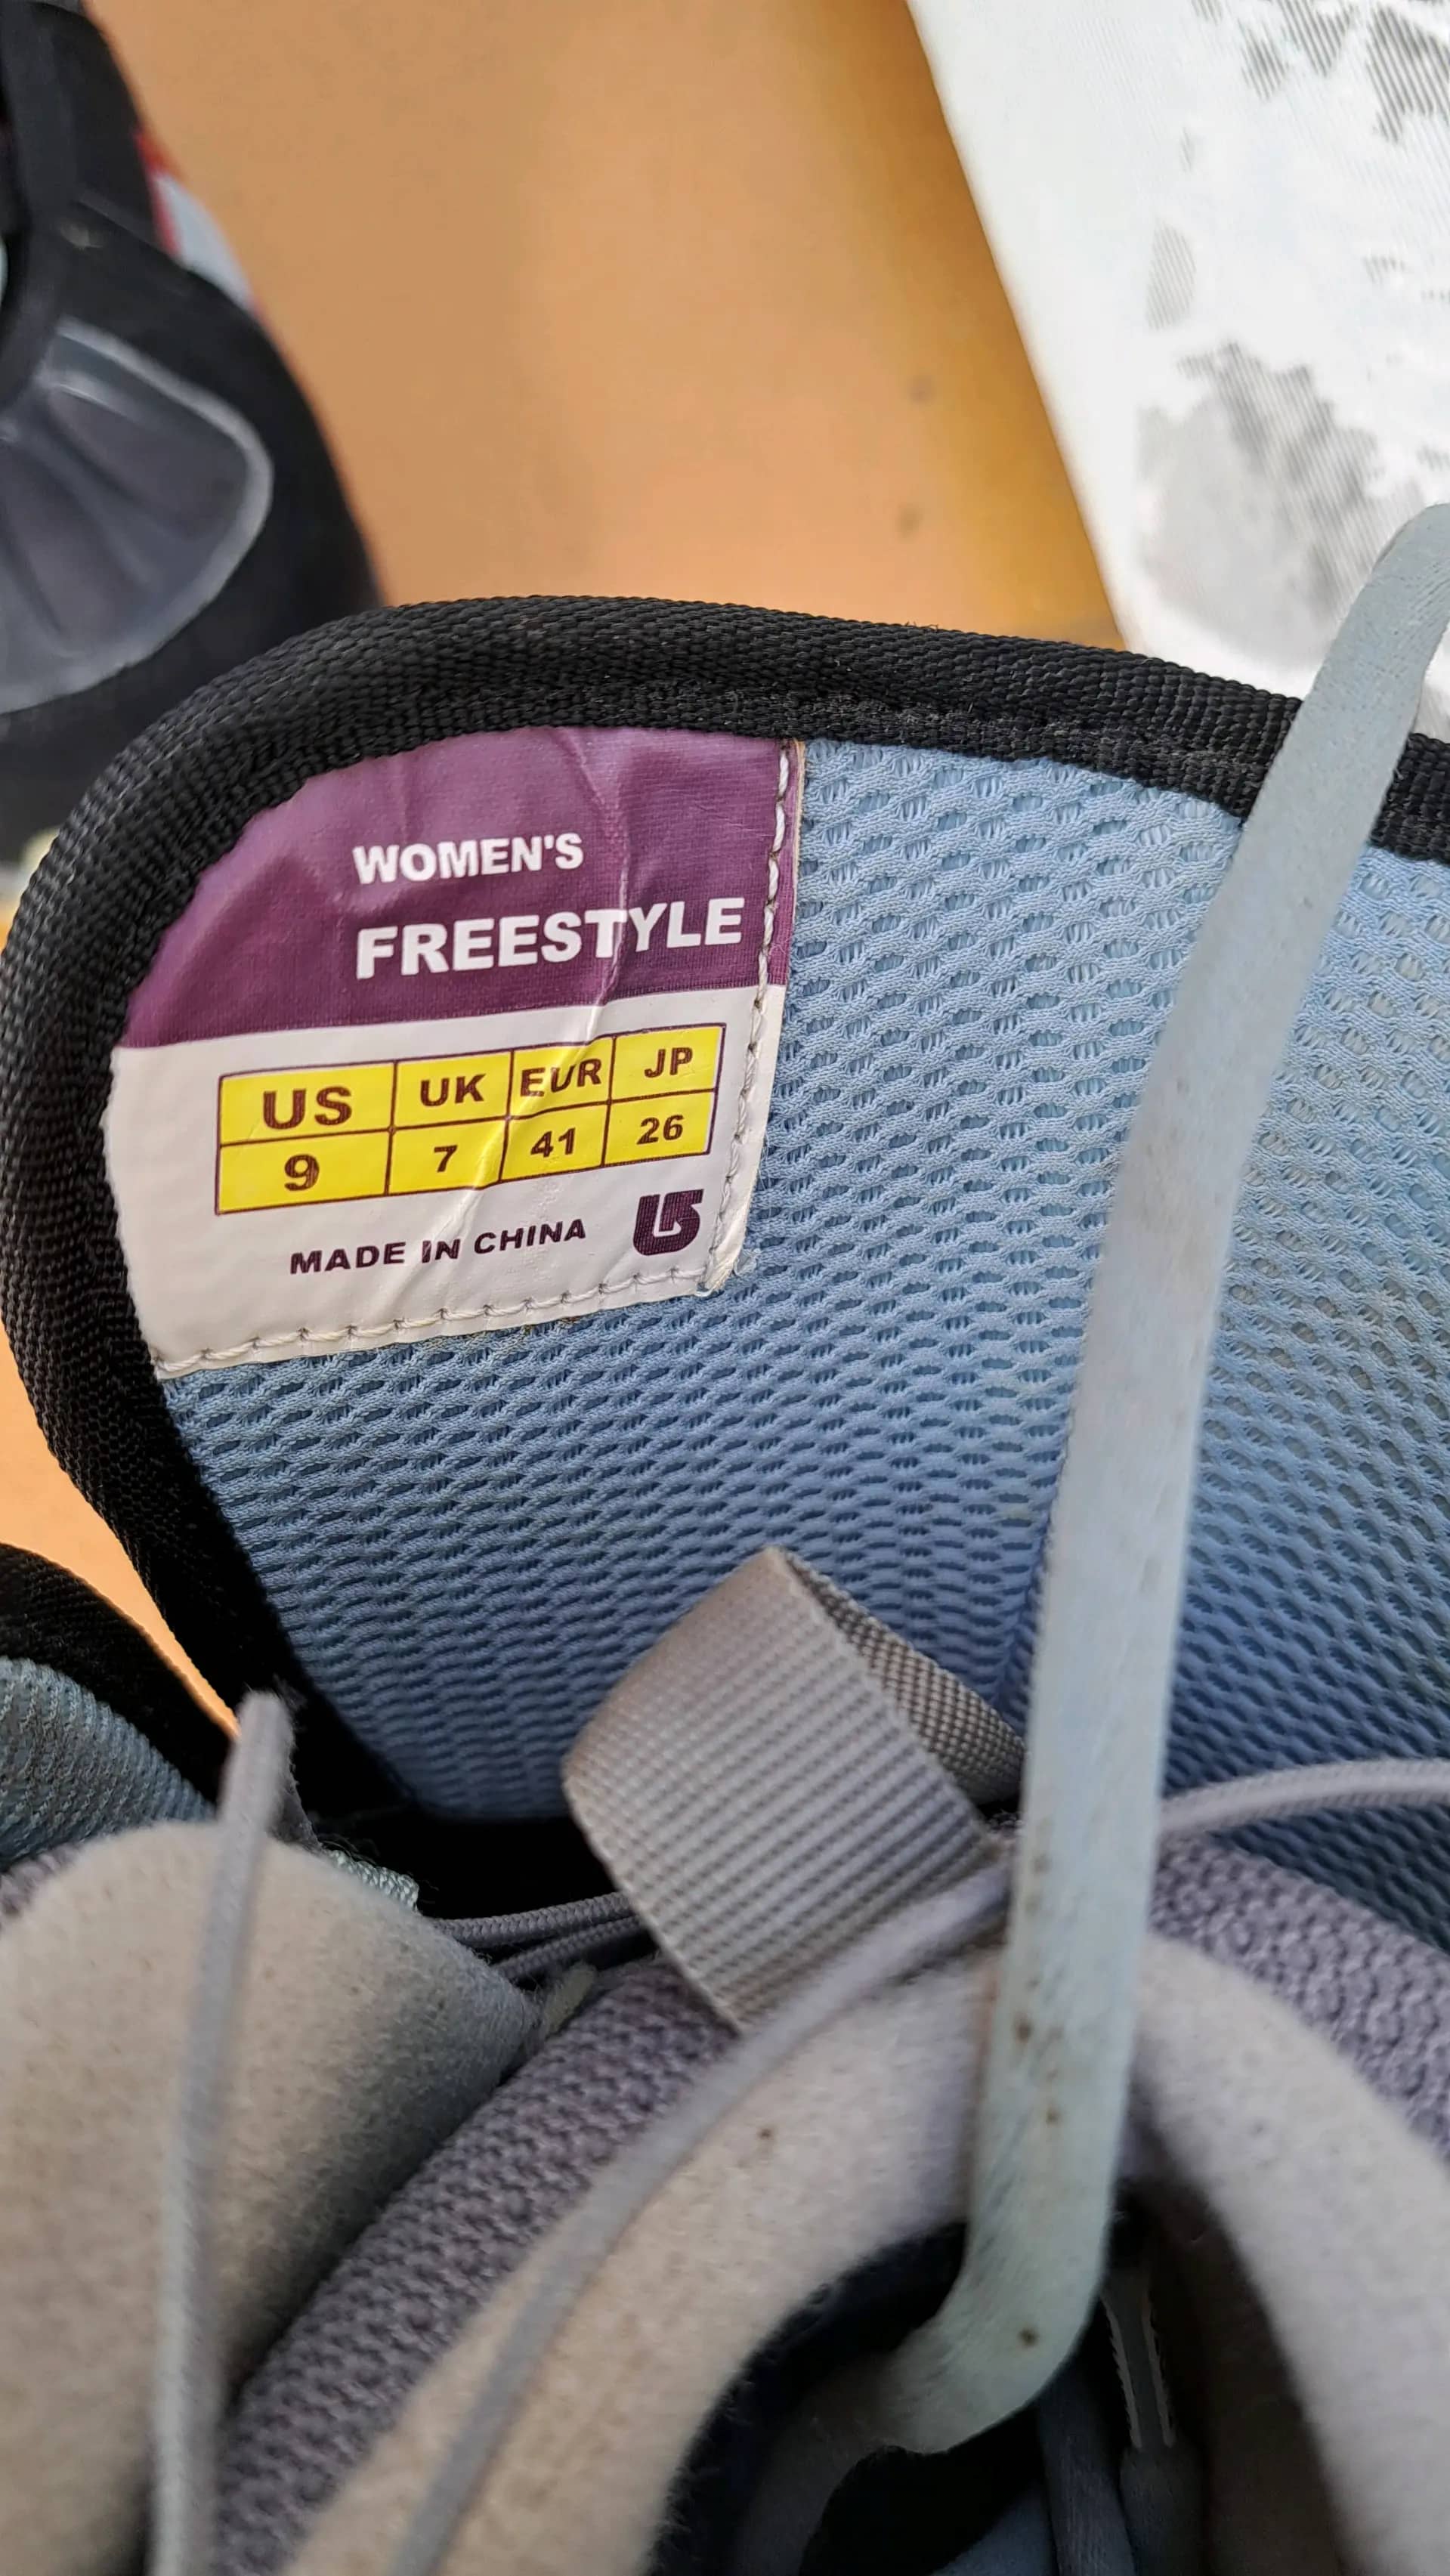 WOMEN'S
FREESTYLE
US UK EUR JP
9 7 41 26
MADE IN CHINA